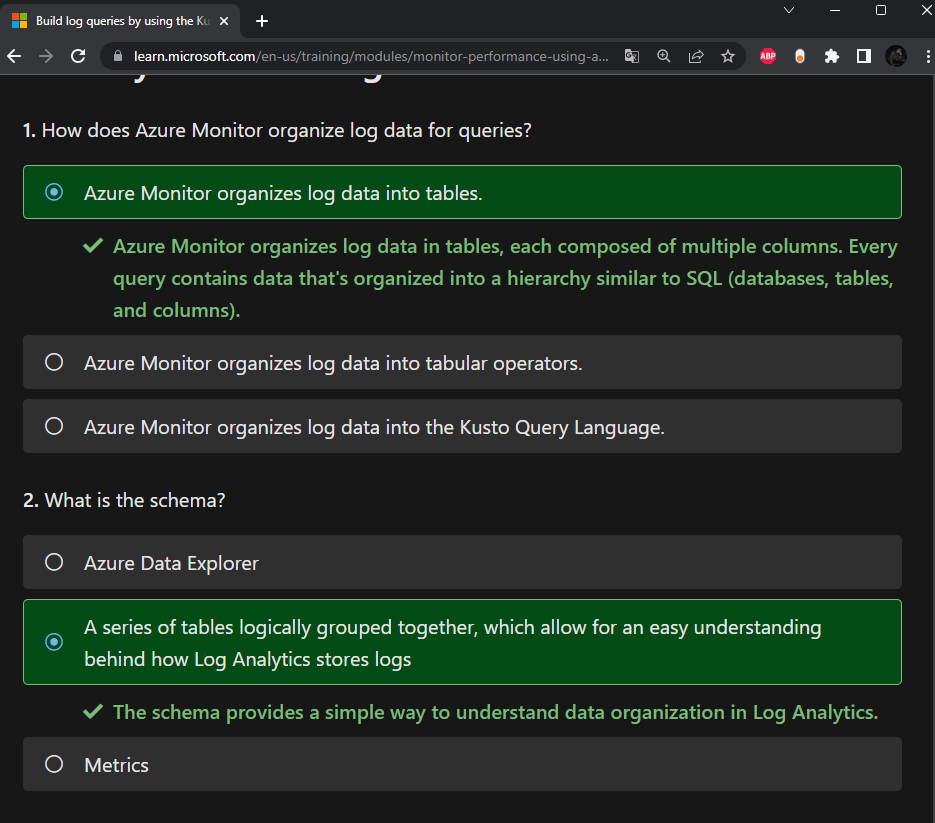 Build log queries by using the Ku
learn.microsoft.com/en-us/training/modules/monitor-performance-using-a...
ABP
1. How does Azure Monitor organize log data for queries?
Azure Monitor organizes log data into tables.
Azure Monitor organizes log data in tables, each composed of multiple columns. Every
query contains data that's organized into a hierarchy similar to SQL (databases, tables,
and columns).
Azure Monitor organizes log data into tabular operators.
Azure Monitor organizes log data into the Kusto Query Language.
2. What is the schema?
Azure Data Explorer
A series of tables logically grouped together, which allow for an easy understanding
behind how Log Analytics stores logs
The schema provides a simple way to understand data organization in Log Analytics.
Metrics